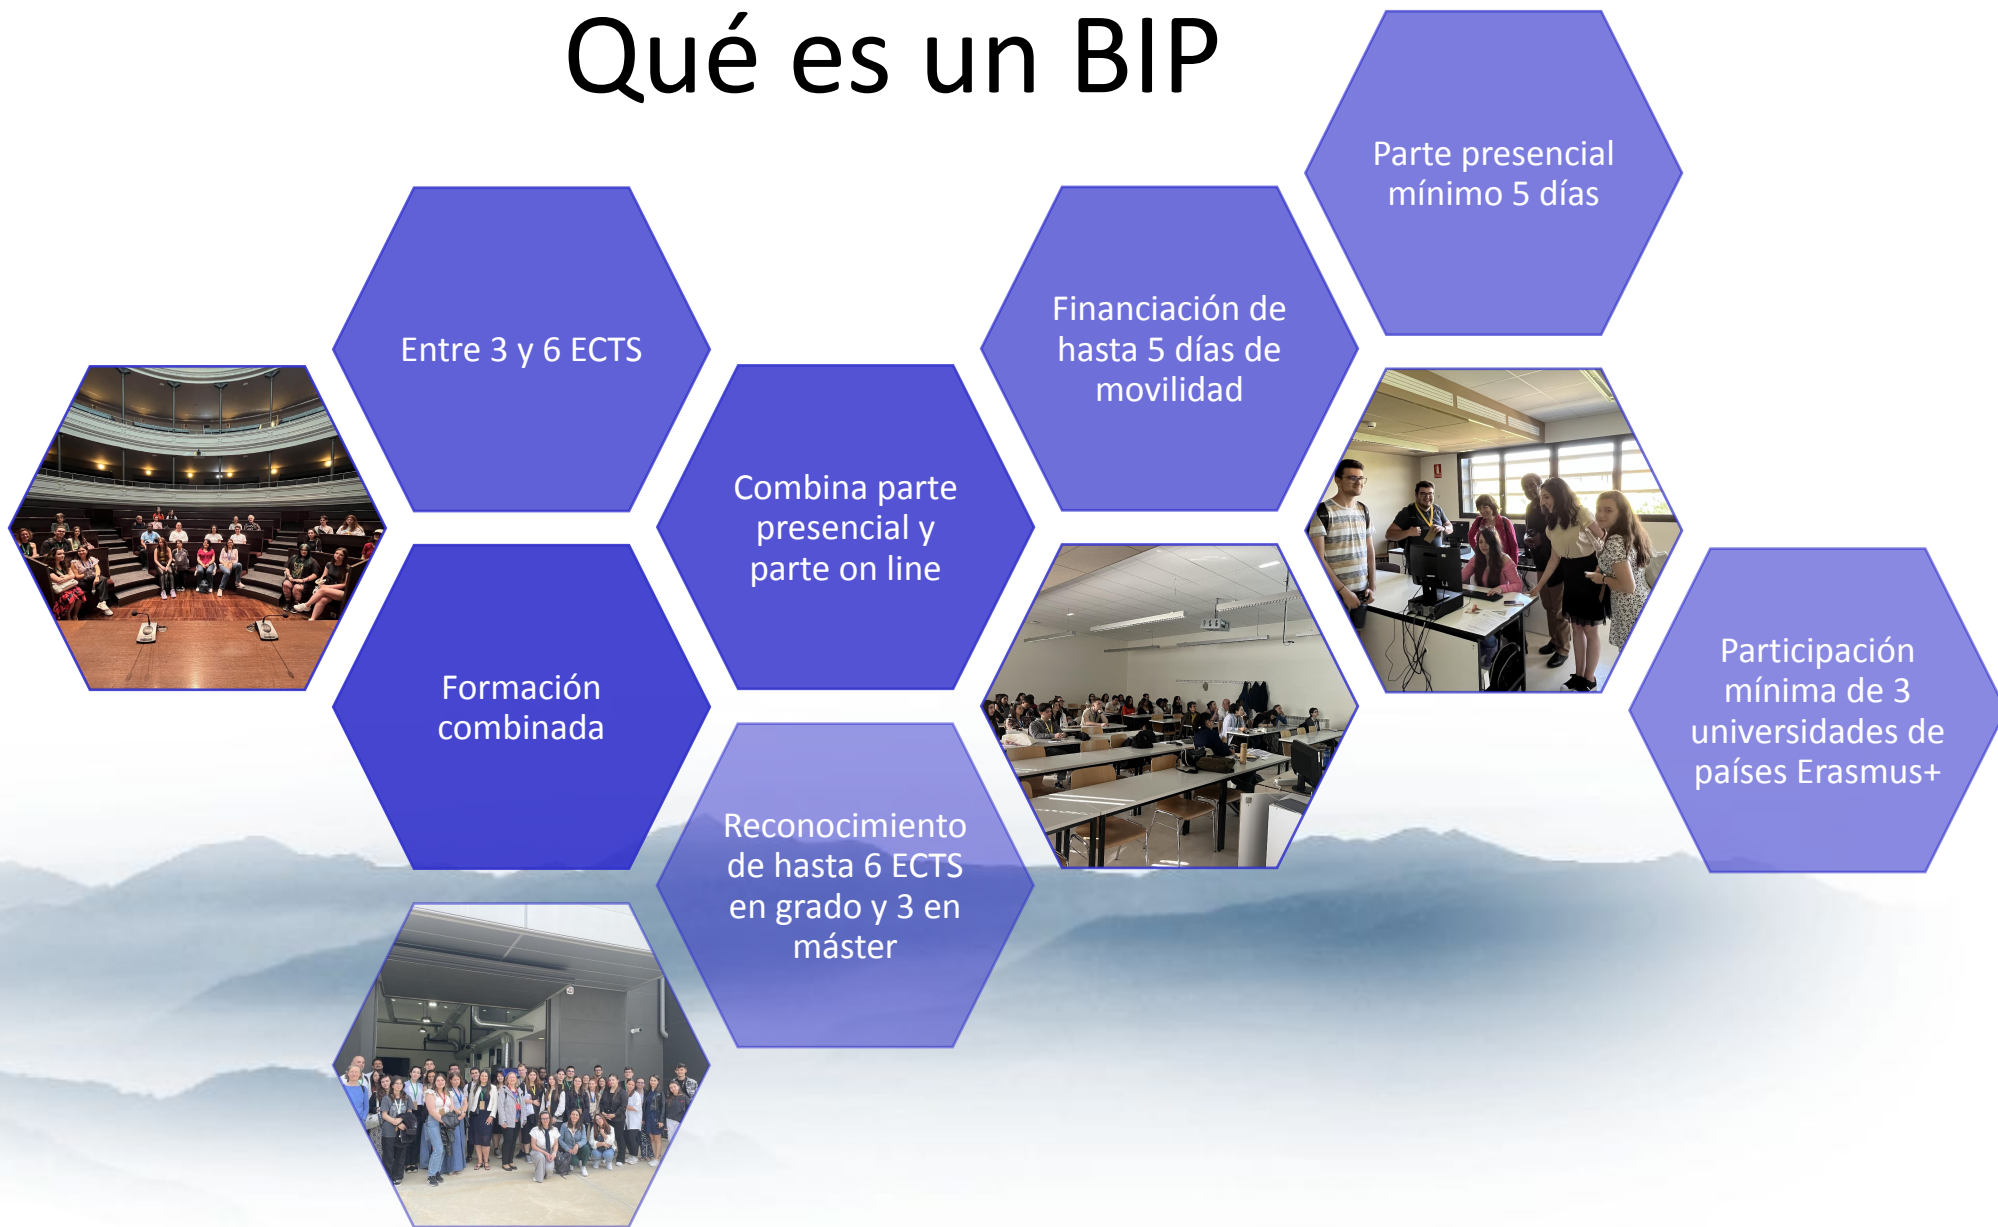 Qué es un BIP
Parte presencial
mínimo 5 días
Entre 3 y 6 ECTS
Financiación de
hasta 5 días de
movilidad
Combina parte
presencial y
parte on line
Formación
combinada
Participación
mínima de 3
universidades de
países Erasmus+
Reconocimiento
de hasta 6 ECTS
en grado y 3 en
máster